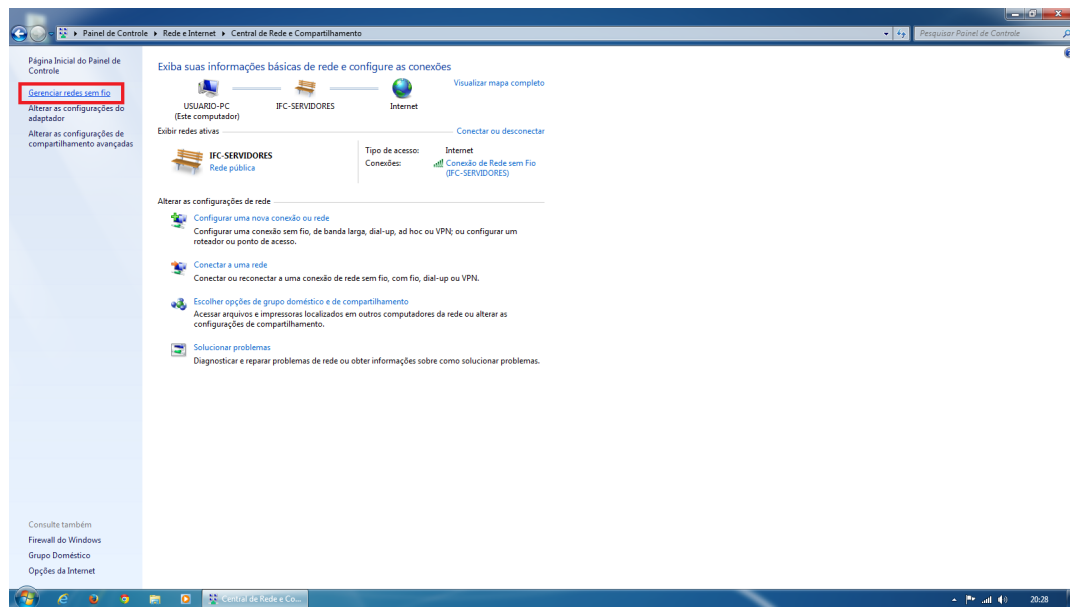 Painel de Controle ▸ Rede e Internet ▸ Central de Rede e Compartilhamento
Pesquisar Painel de Controle
Página Inicial do Painel de
Controle
Gerenciar redes sem fio
Alterar as configurações do
adaptador
Alterar as configurações de
compartilhamento avançadas
Exiba suas informações básicas de rede e configure as conexões
Visualizar mapa completo
USUARIO-PC
(Este computador)
IFC-SERVIDORES
Internet
Exibir redes ativas
Conectar ou desconectar
IFC-SERVIDORES
Rede pública
Tipo de acesso: Internet
Conexões: Conexão de Rede sem Fio
(IFC-SERVIDORES)
Alterar as configurações de rede
Configurar uma nova conexão ou rede
Configurar uma conexão sem fio, de banda larga, dial-up, ad hoc ou VPN; ou configurar um
roteador ou ponto de acesso.
Conectar a uma rede
Conectar ou reconectar a uma conexão de rede sem fio, com fio, dial-up ou VPN.
Escolher opções de grupo doméstico e de compartilhamento
Acessar arquivos e impressoras localizados em outros computadores da rede ou alterar as
configurações de compartilhamento.
Solucionar problemas
Diagnosticar e reparar problemas de rede ou obter informações sobre como solucionar problemas.
Consulte também
Firewall do Windows
Grupo Doméstico
Opções da Internet
Central de Rede e Co...
20:28